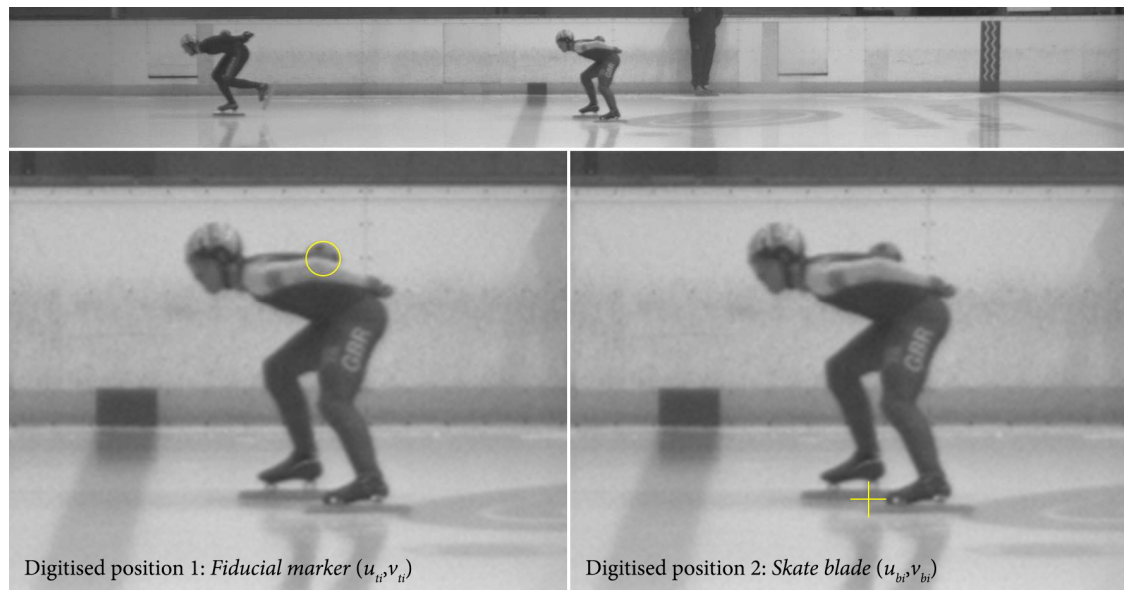 GBR
GBR
Digitised position 1: Fiducial marker (uti,vti)
Digitised position 2: Skate blade (ubi,vbi)